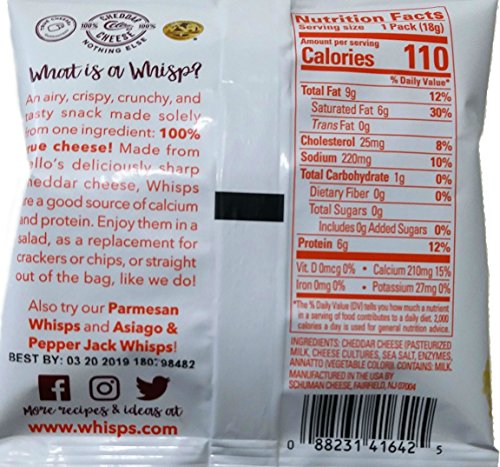 100% CHEDDAR Cello CHEESE 100%
NOTHING ELSE
What is a Whisp?
An airy, crispy, crunchy, and
tasty snack made solely
from one ingredient: 100%
true cheese! Made from
ello's deliciously sharp
heddar cheese, Whisps
re a good source of calcium
and protein. Enjoy them in a
salad, as a replacement for
crackers or chips, or straight
out of the bag, like we do!
Also try our Parmesan
Whisps and Asiago &
Pepper Jack Whisps!
BEST BY: 03 20 2019 180 98482
More recipes & ideas at
www.whisps.com
Nutrition Facts
Serving size 1 Pack (18g)
Amount per serving
Calories 110
% Daily Value*
Total Fat 9g 12%
Saturated Fat 6g 30%
Trans Fat 0g
Cholesterol 25mg 8%
Sodium 220mg 10%
Total Carbohydrate 1g 0%
Dietary Fiber 0g 0%
Total Sugars 0g
Includes 0g Added Sugars 0%
Protein 6g 12%
Vit. D 0mcg 0% • Calcium 210mg 15%
Iron 0mg 0% • Potassium 27mg 0%
*The % Daily Value (DV) tells you how much a nutrient
in a serving of food contributes to a daily diet. 2,000
calories a day is used for general nutrition advice.
INGREDIENTS: CHEDDAR CHEESE (PASTEURIZED
MILK, CHEESE CULTURES, SEA SALT, ENZYMES,
ANNATTO (VEGETABLE COLOR)) CONTAINS: MILK.
MANUFACTURED IN THE USA BY
SCHUMAN CHEESE, FAIRFIELD, NJ 07004
0 88231 41642 5